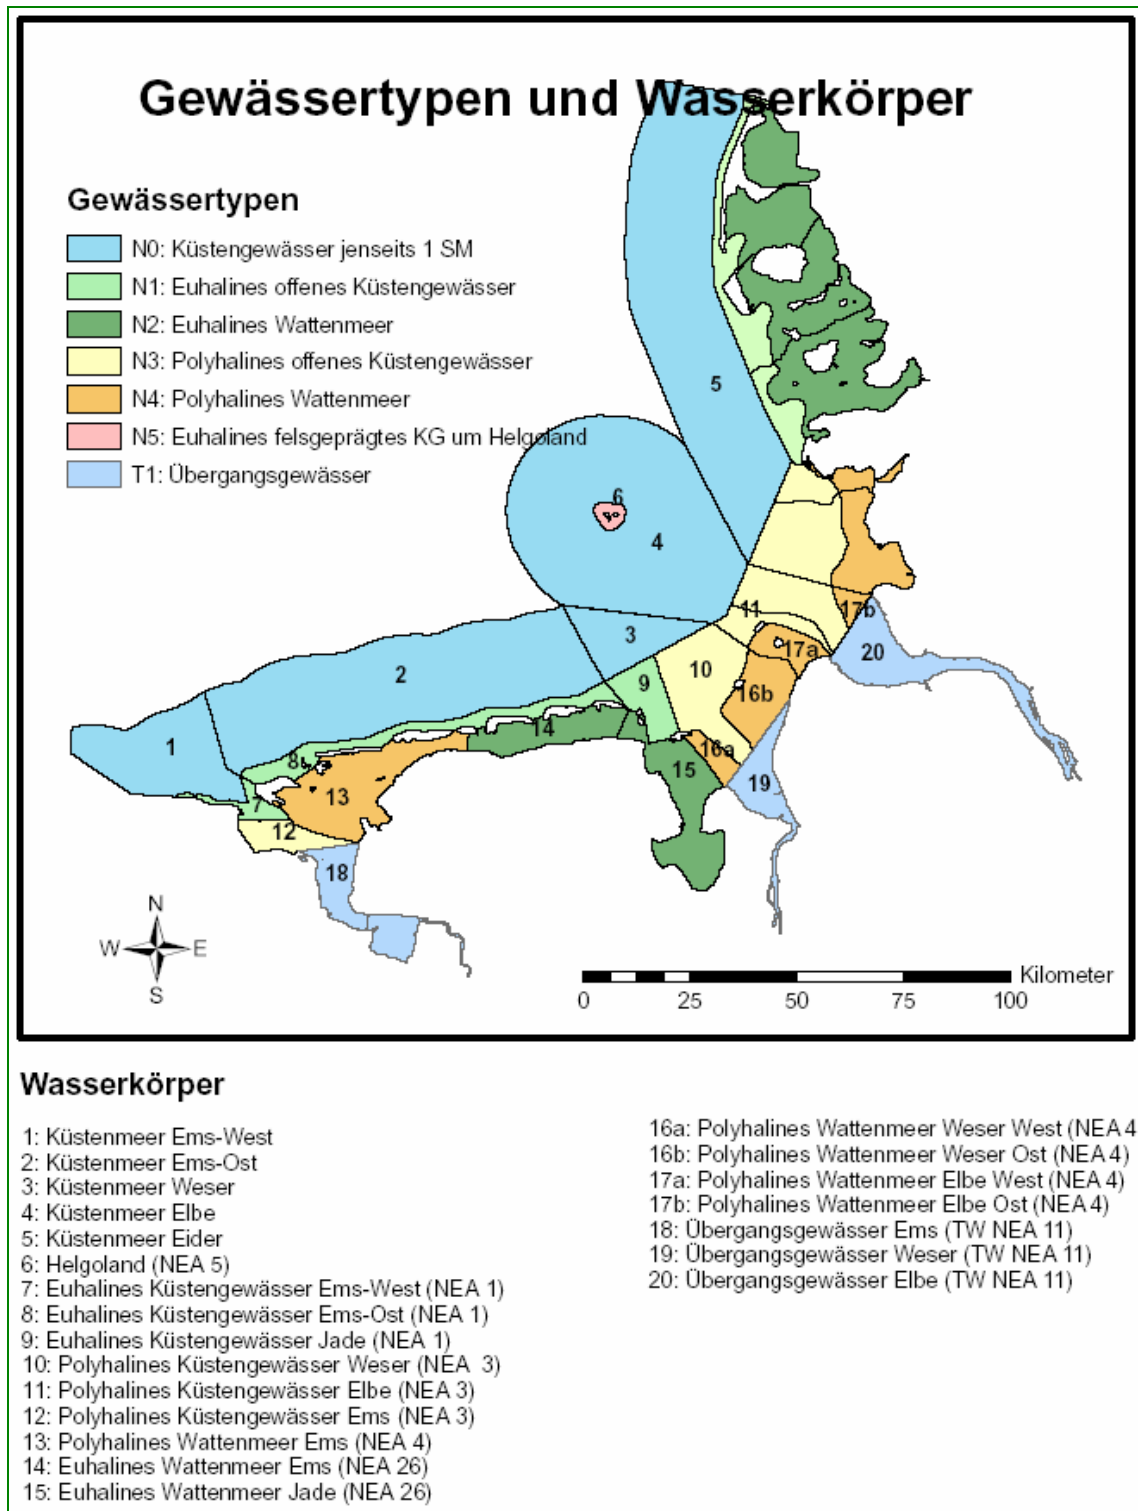 Gewässertypen und Wasserkörper
Gewässertypen
N0: Küstengewässer jenseits 1 SM
N1: Euhalines offenes Küstengewässer
N2: Euhalines Wattenmeer
N3: Polyhalines offenes Küstengewässer
N4: Polyhalines Wattenmeer
N5: Euhalines felsgeprägtes KG um Helgoland
T1: Übergangsgewässer
5
6
4
11
17b
3
17a
20
2
9
10
16b
1
8
14
16a
15
19
13
7
12
18
N
W E
S
Kilometer
0 25 50 75 100
Wasserkörper
1: Küstenmeer Ems-West
2: Küstenmeer Ems-Ost
3: Küstenmeer Weser
4: Küstenmeer Elbe
5: Küstenmeer Eider
6: Helgoland (NEA 5)
7: Euhalines Küstengewässer Ems-West (NEA 1)
8: Euhalines Küstengewässer Ems-Ost (NEA 1)
9: Euhalines Küstengewässer Jade (NEA 1)
10: Polyhalines Küstengewässer Weser (NEA 3)
11: Polyhalines Küstengewässer Elbe (NEA 3)
12: Polyhalines Küstengewässer Ems (NEA 3)
13: Polyhalines Wattenmeer Ems (NEA 4)
14: Euhalines Wattenmeer Ems (NEA 26)
15: Euhalines Wattenmeer Jade (NEA 26)
16a: Polyhalines Wattenmeer Weser West (NEA 4
16b: Polyhalines Wattenmeer Weser Ost (NEA 4)
17a: Polyhalines Wattenmeer Elbe West (NEA 4)
17b: Polyhalines Wattenmeer Elbe Ost (NEA 4)
18: Übergangsgewässer Ems (TW NEA 11)
19: Übergangsgewässer Weser (TW NEA 11)
20: Übergangsgewässer Elbe (TW NEA 11)